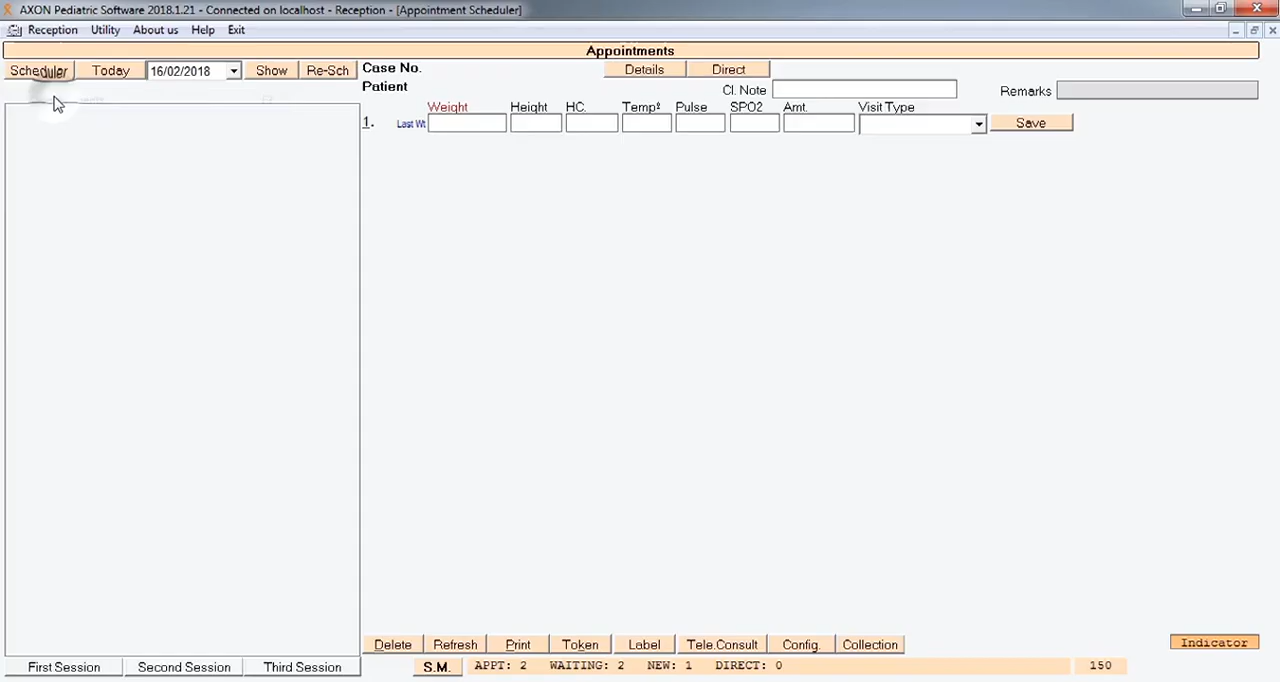 AXON Pediatric Software 2018.1.21 - Connected on localhost - Reception - [Appointment Scheduler]
Reception Utility About us Help Exit
Appointments
Scheduler Today 16/02/2018 Show Re-Sch Case No. Details Direct
Patient Cl. Note Remarks
Weight Height HC. Tempº Pulse SPO2 Amt. Visit Type
1. Last Wt Save
Delete Refresh Print Token Label Tele.Consult Config. Collection Indicator
First Session Second Session Third Session S.M. APPT: 2 WAITING: 2 NEW: 1 DIRECT: 0 150